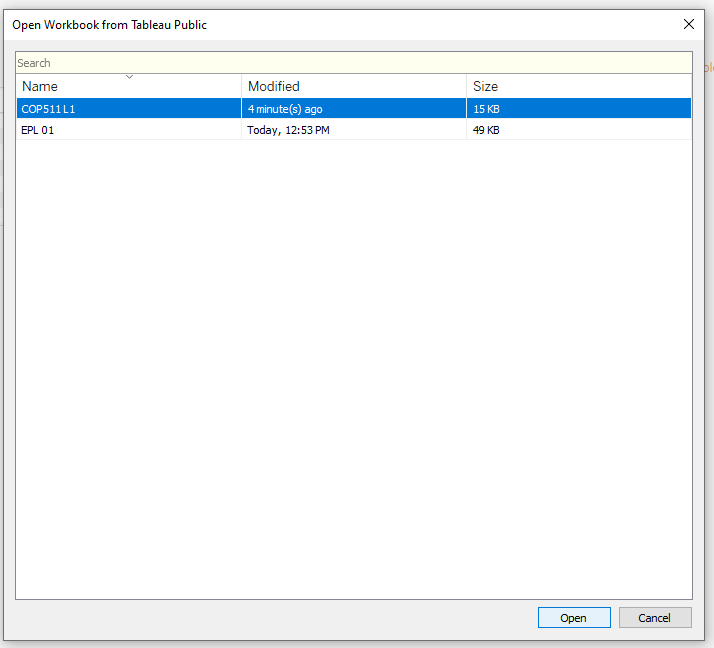 Open Workbook from Tableau Public
Search
Name Modified Size
COP511 L1 4 minute(s) ago 15 KB
EPL 01 Today, 12:53 PM 49 KB
Open Cancel